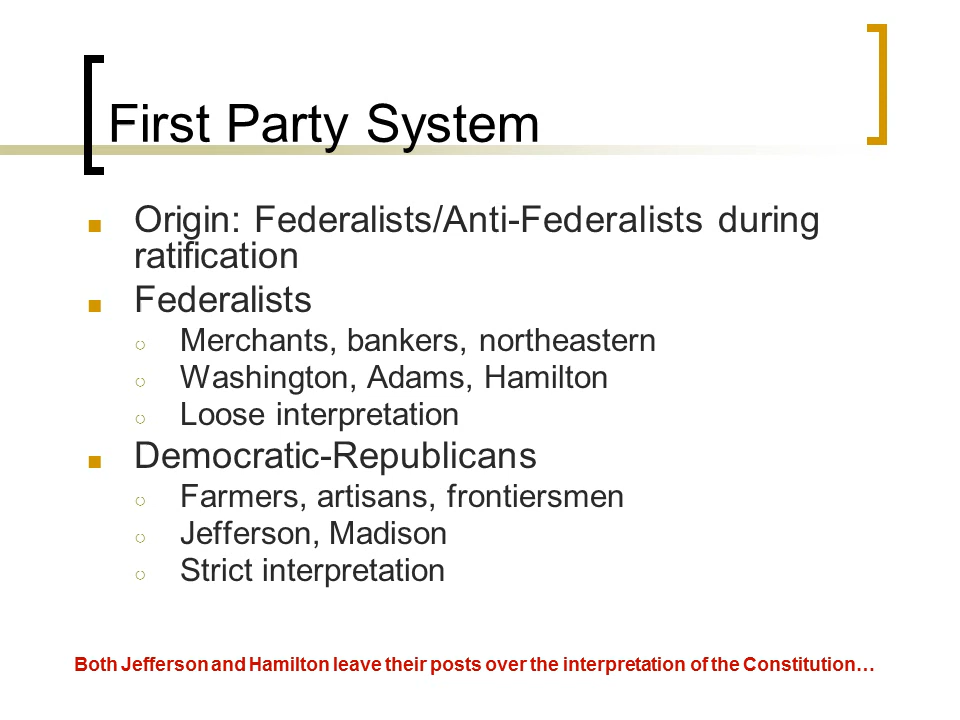 First Party System
■ Origin: Federalists/Anti-Federalists during
ratification
■ Federalists
○ Merchants, bankers, northeastern
○ Washington, Adams, Hamilton
○ Loose interpretation
■ Democratic-Republicans
○ Farmers, artisans, frontiersmen
○ Jefferson, Madison
○ Strict interpretation
Both Jefferson and Hamilton leave their posts over the interpretation of the Constitution…